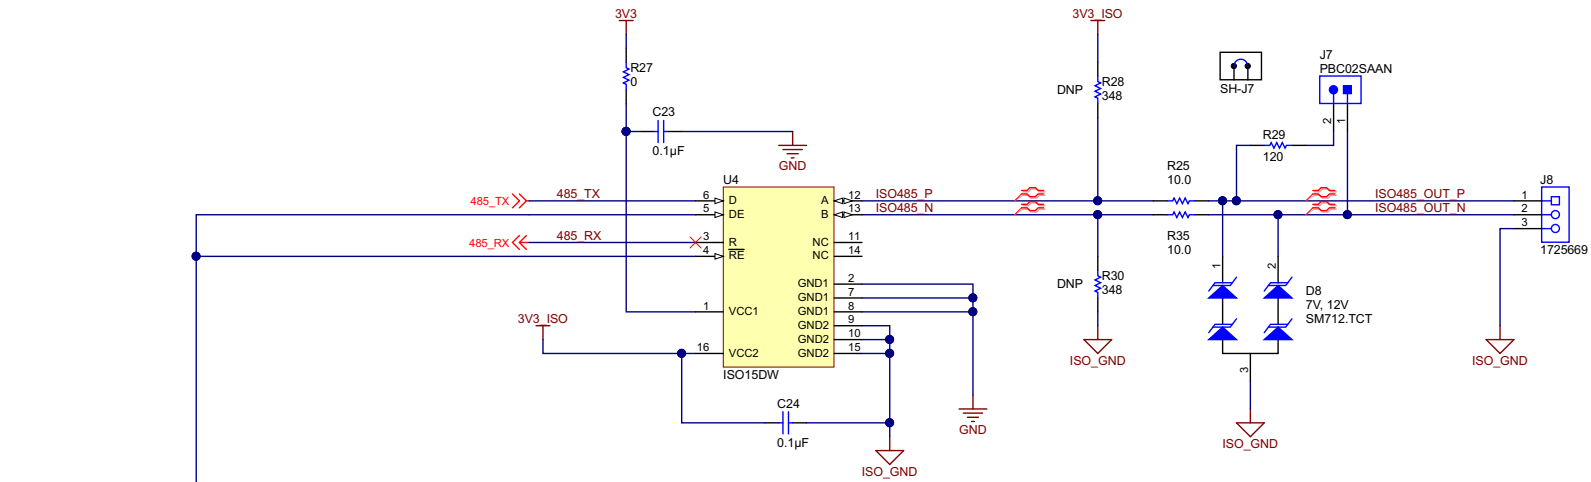 3V3
3V3_ISO
R27
0
C23
0.1µF
GND
DNP
R28
348
SH-J7
J7
PBC02SAAN
2
1
R29
120
R25
10.0
U4
485_TX
485_TX
6
D
A
12
ISO485_P
ISO485_OUT_P
J8
1
5
DE
B
13
ISO485_N
ISO485_OUT_N
2
485_RX
485_RX
3
R
NC
11
3
4
RE
NC
14
R35
10.0
1725669
GND1
2
GND1
7
1
VCC1
GND1
8
GND2
9
GND2
10
3V3_ISO
16
VCC2
GND2
15
ISO15DW
DNP
R30
348
ISO_GND
1
2
D8
7V, 12V
SM712.TCT
3
ISO_GND
ISO_GND
C24
0.1µF
GND
ISO_GND